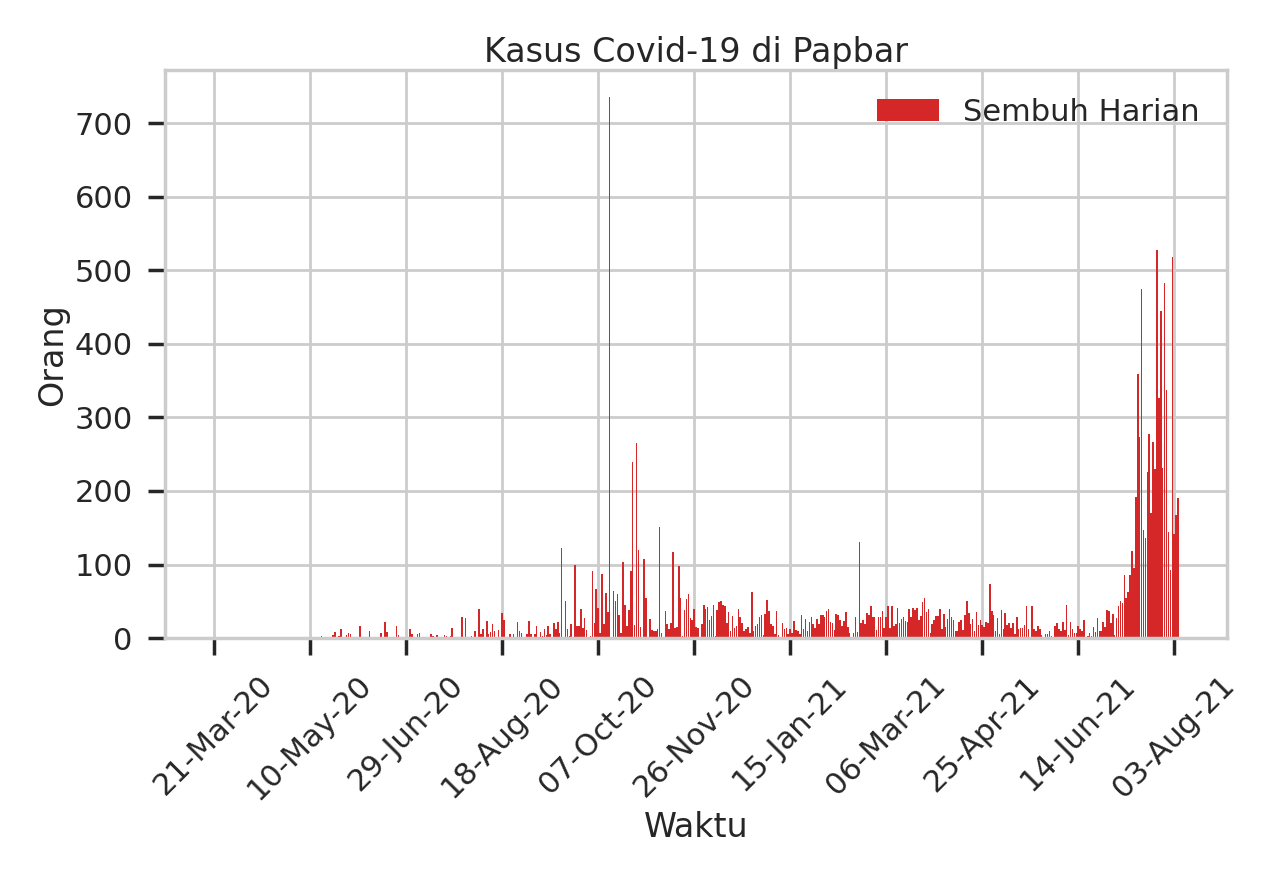 Kasus Covid-19 di Papbar
Sembuh Harian
Orang
700
600
500
400
300
200
100
0
21-Mar-20
10-May-20
29-Jun-20
18-Aug-20
07-Oct-20
26-Nov-20
15-Jan-21
06-Mar-21
25-Apr-21
14-Jun-21
03-Aug-21
Waktu